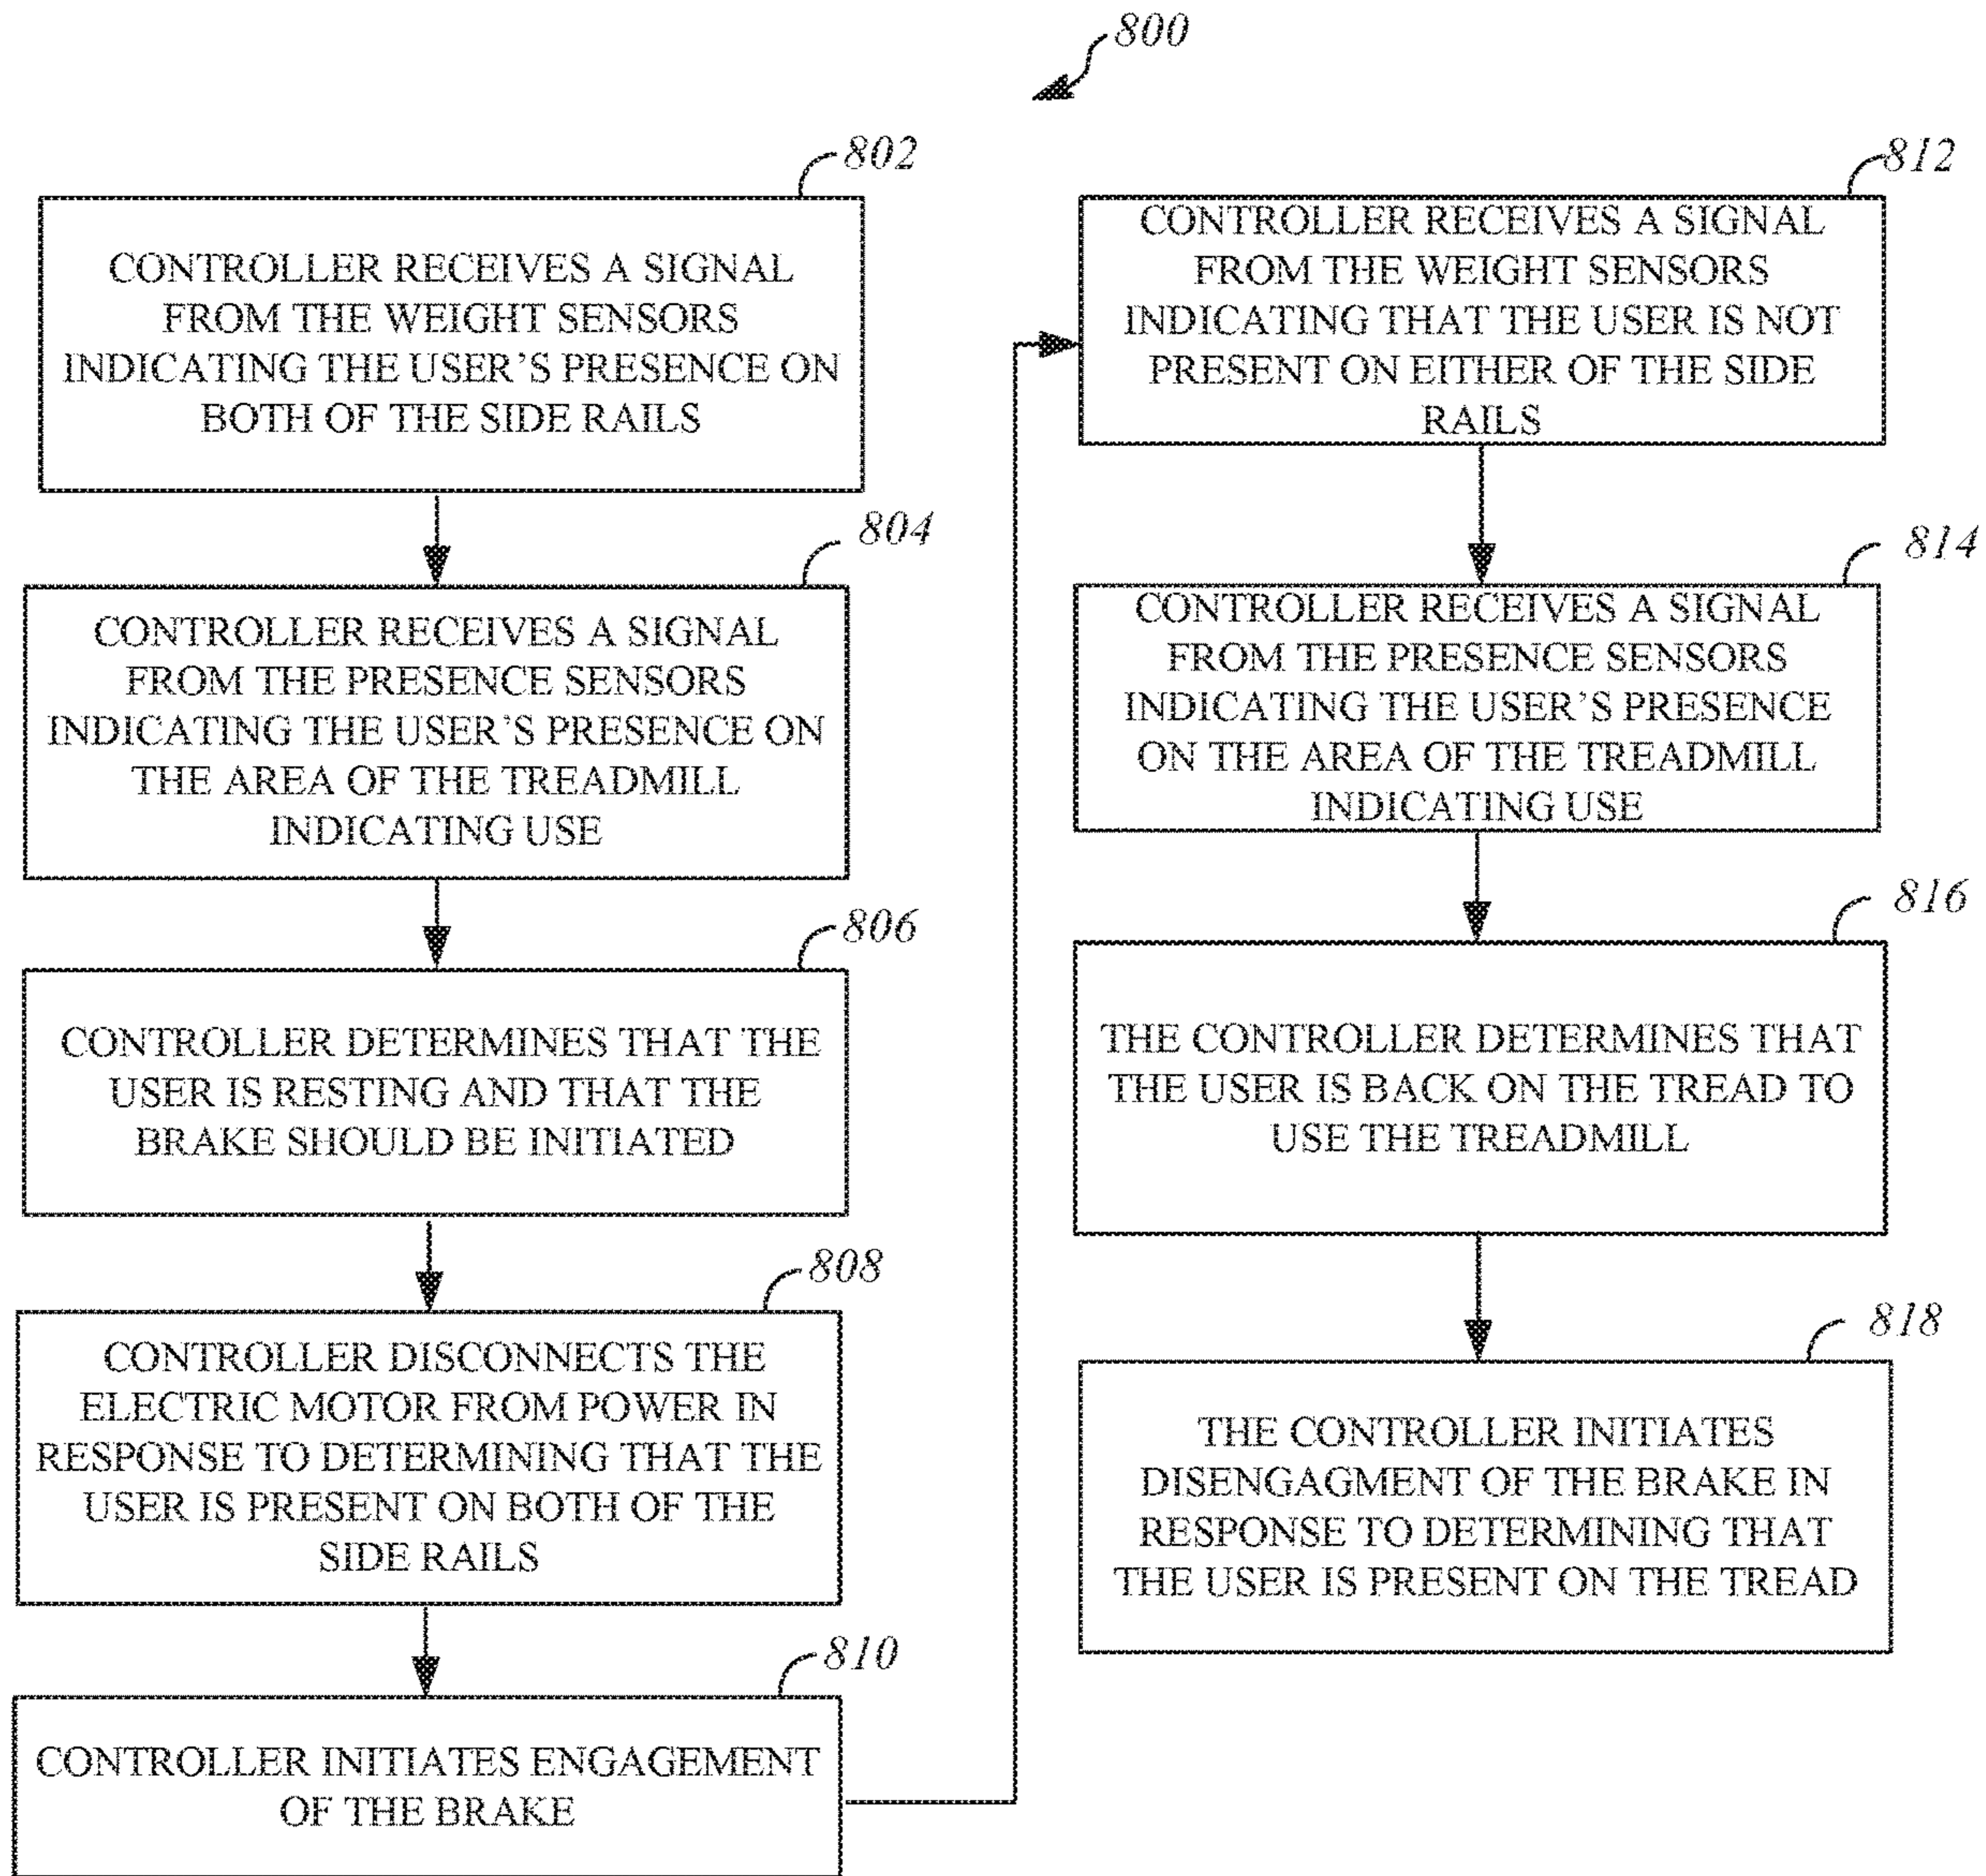 800
802
CONTROLLER RECEIVES A SIGNAL
FROM THE WEIGHT SENSORS
INDICATING THE USER'S PRESENCE ON
BOTH OF THE SIDE RAILS
804
CONTROLLER RECEIVES A SIGNAL
FROM THE PRESENCE SENSORS
INDICATING THE USER'S PRESENCE ON
THE AREA OF THE TREADMILL
INDICATING USE
806
CONTROLLER DETERMINES THAT THE
USER IS RESTING AND THAT THE
BRAKE SHOULD BE INITIATED
808
CONTROLLER DISCONNECTS THE
ELECTRIC MOTOR FROM POWER IN
RESPONSE TO DETERMINING THAT THE
USER IS PRESENT ON BOTH OF THE
SIDE RAILS
810
CONTROLLER INITIATES ENGAGEMENT
OF THE BRAKE
812
CONTROLLER RECEIVES A SIGNAL
FROM THE WEIGHT SENSORS
INDICATING THAT THE USER IS NOT
PRESENT ON EITHER OF THE SIDE
RAILS
814
CONTROLLER RECEIVES A SIGNAL
FROM THE PRESENCE SENSORS
INDICATING THE USER'S PRESENCE
ON THE AREA OF THE TREADMILL
INDICATING USE
816
THE CONTROLLER DETERMINES THAT
THE USER IS BACK ON THE TREAD TO
USE THE TREADMILL
818
THE CONTROLLER INITIATES
DISENGAGMENT OF THE BRAKE IN
RESPONSE TO DETERMINING THAT
THE USER IS PRESENT ON THE TREAD